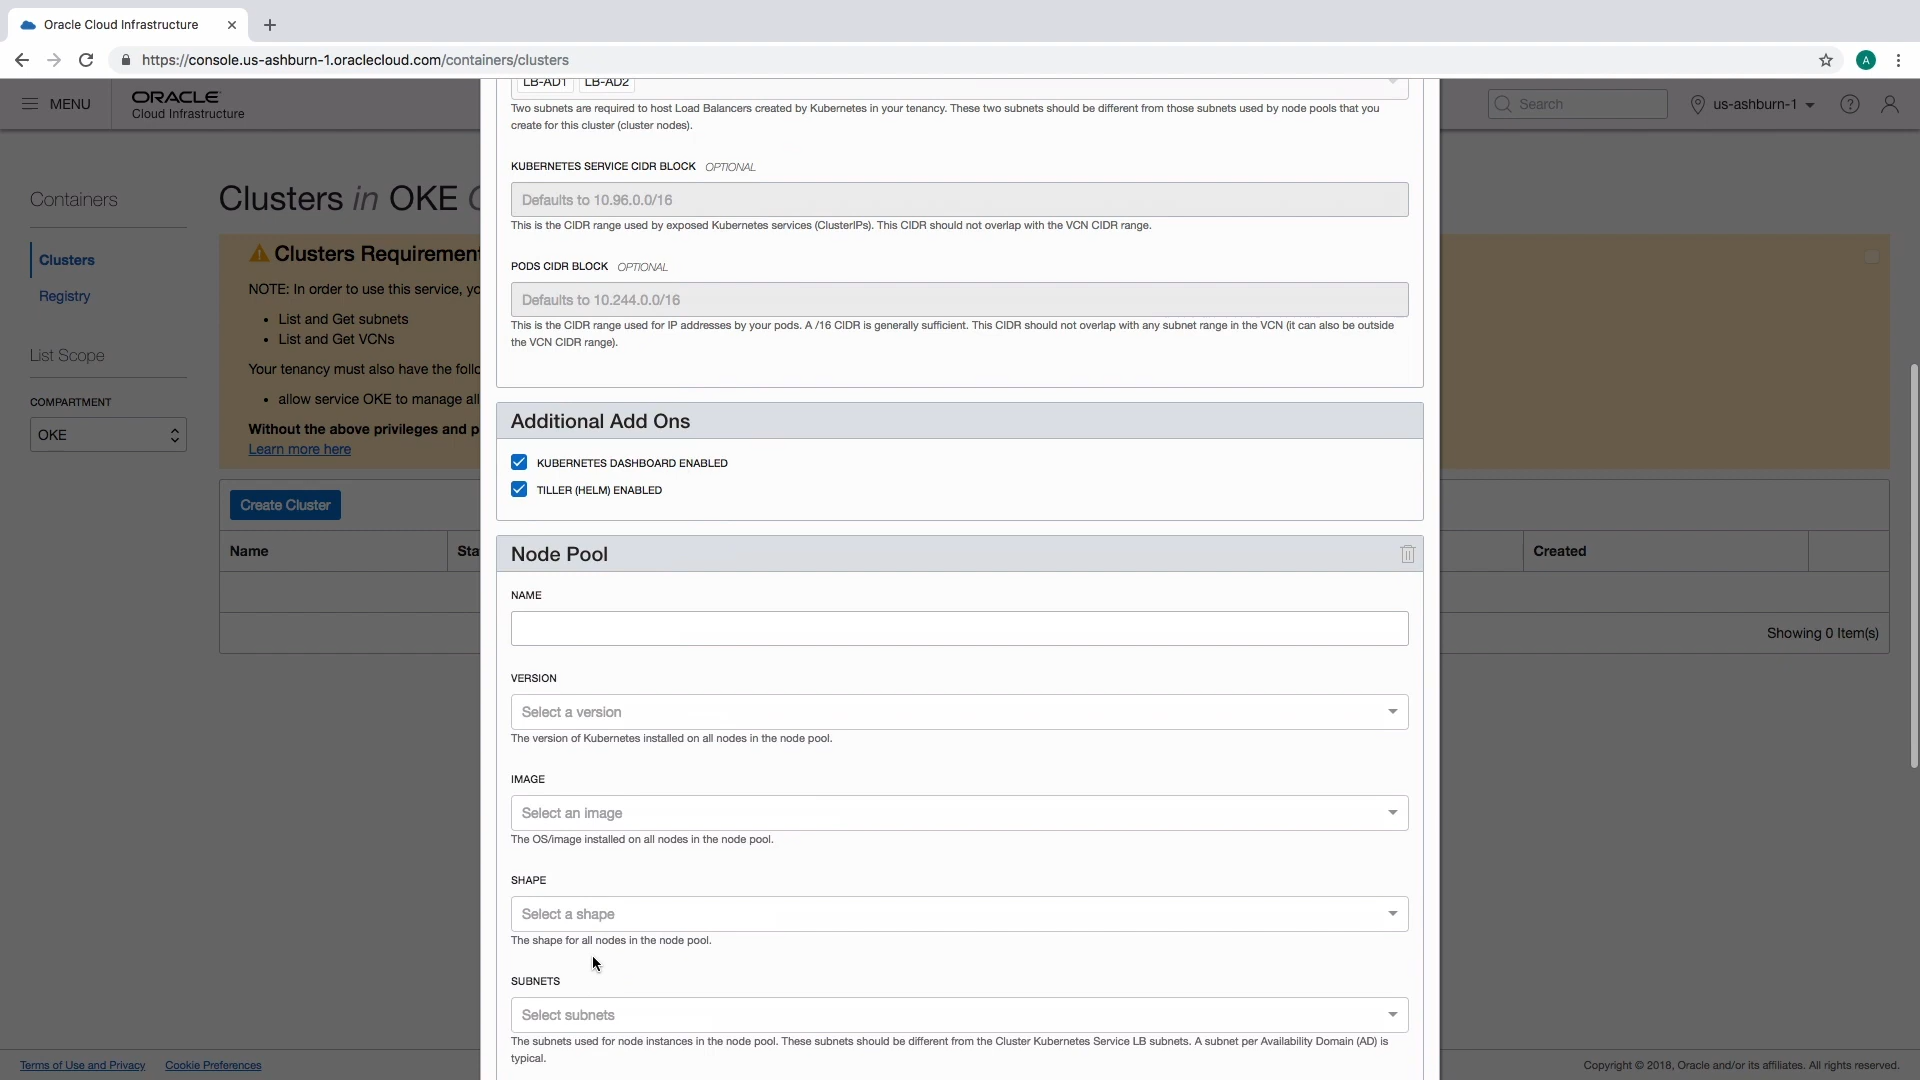 Oracle Cloud Infrastructure
https://console.us-ashburn-1.oraclecloud.com/containers/clusters
A
MENU
ORACLE
Cloud Infrastructure
Search
us-ashburn-1
Containers
Clusters
Registry
List Scope
COMPARTMENT
OKE
Clusters in OKE
Clusters Requirement
NOTE: In order to use this service, yo
• List and Get subnets
• List and Get VCNs
Your tenancy must also have the follo
• allow service OKE to manage all
Without the above privileges and p
Learn more here
Create Cluster
Name
Sta
Created
Showing 0 Item(s)
LB-AD1 LB-AD2
Two subnets are required to host Load Balancers created by Kubernetes in your tenancy. These two subnets should be different from those subnets used by node pools that you
create for this cluster (cluster nodes).
KUBERNETES SERVICE CIDR BLOCK OPTIONAL
Defaults to 10.96.0.0/16
This is the CIDR range used by exposed Kubernetes services (ClusterIPs). This CIDR should not overlap with the VCN CIDR range.
PODS CIDR BLOCK OPTIONAL
Defaults to 10.244.0.0/16
This is the CIDR range used for IP addresses by your pods. A /16 CIDR is generally sufficient. This CIDR should not overlap with any subnet range in the VCN (it can also be outside
the VCN CIDR range).
Additional Add Ons
KUBERNETES DASHBOARD ENABLED
TILLER (HELM) ENABLED
Node Pool
NAME
VERSION
Select a version
The version of Kubernetes installed on all nodes in the node pool.
IMAGE
Select an image
The OS/image installed on all nodes in the node pool.
SHAPE
Select a shape
The shape for all nodes in the node pool.
SUBNETS
Select subnets
The subnets used for node instances in the node pool. These subnets should be different from the Cluster Kubernetes Service LB subnets. A subnet per Availability Domain (AD) is
typical.
Terms of Use and Privacy
Cookie Preferences
Copyright © 2018, Oracle and/or its affiliates. All rights reserved.